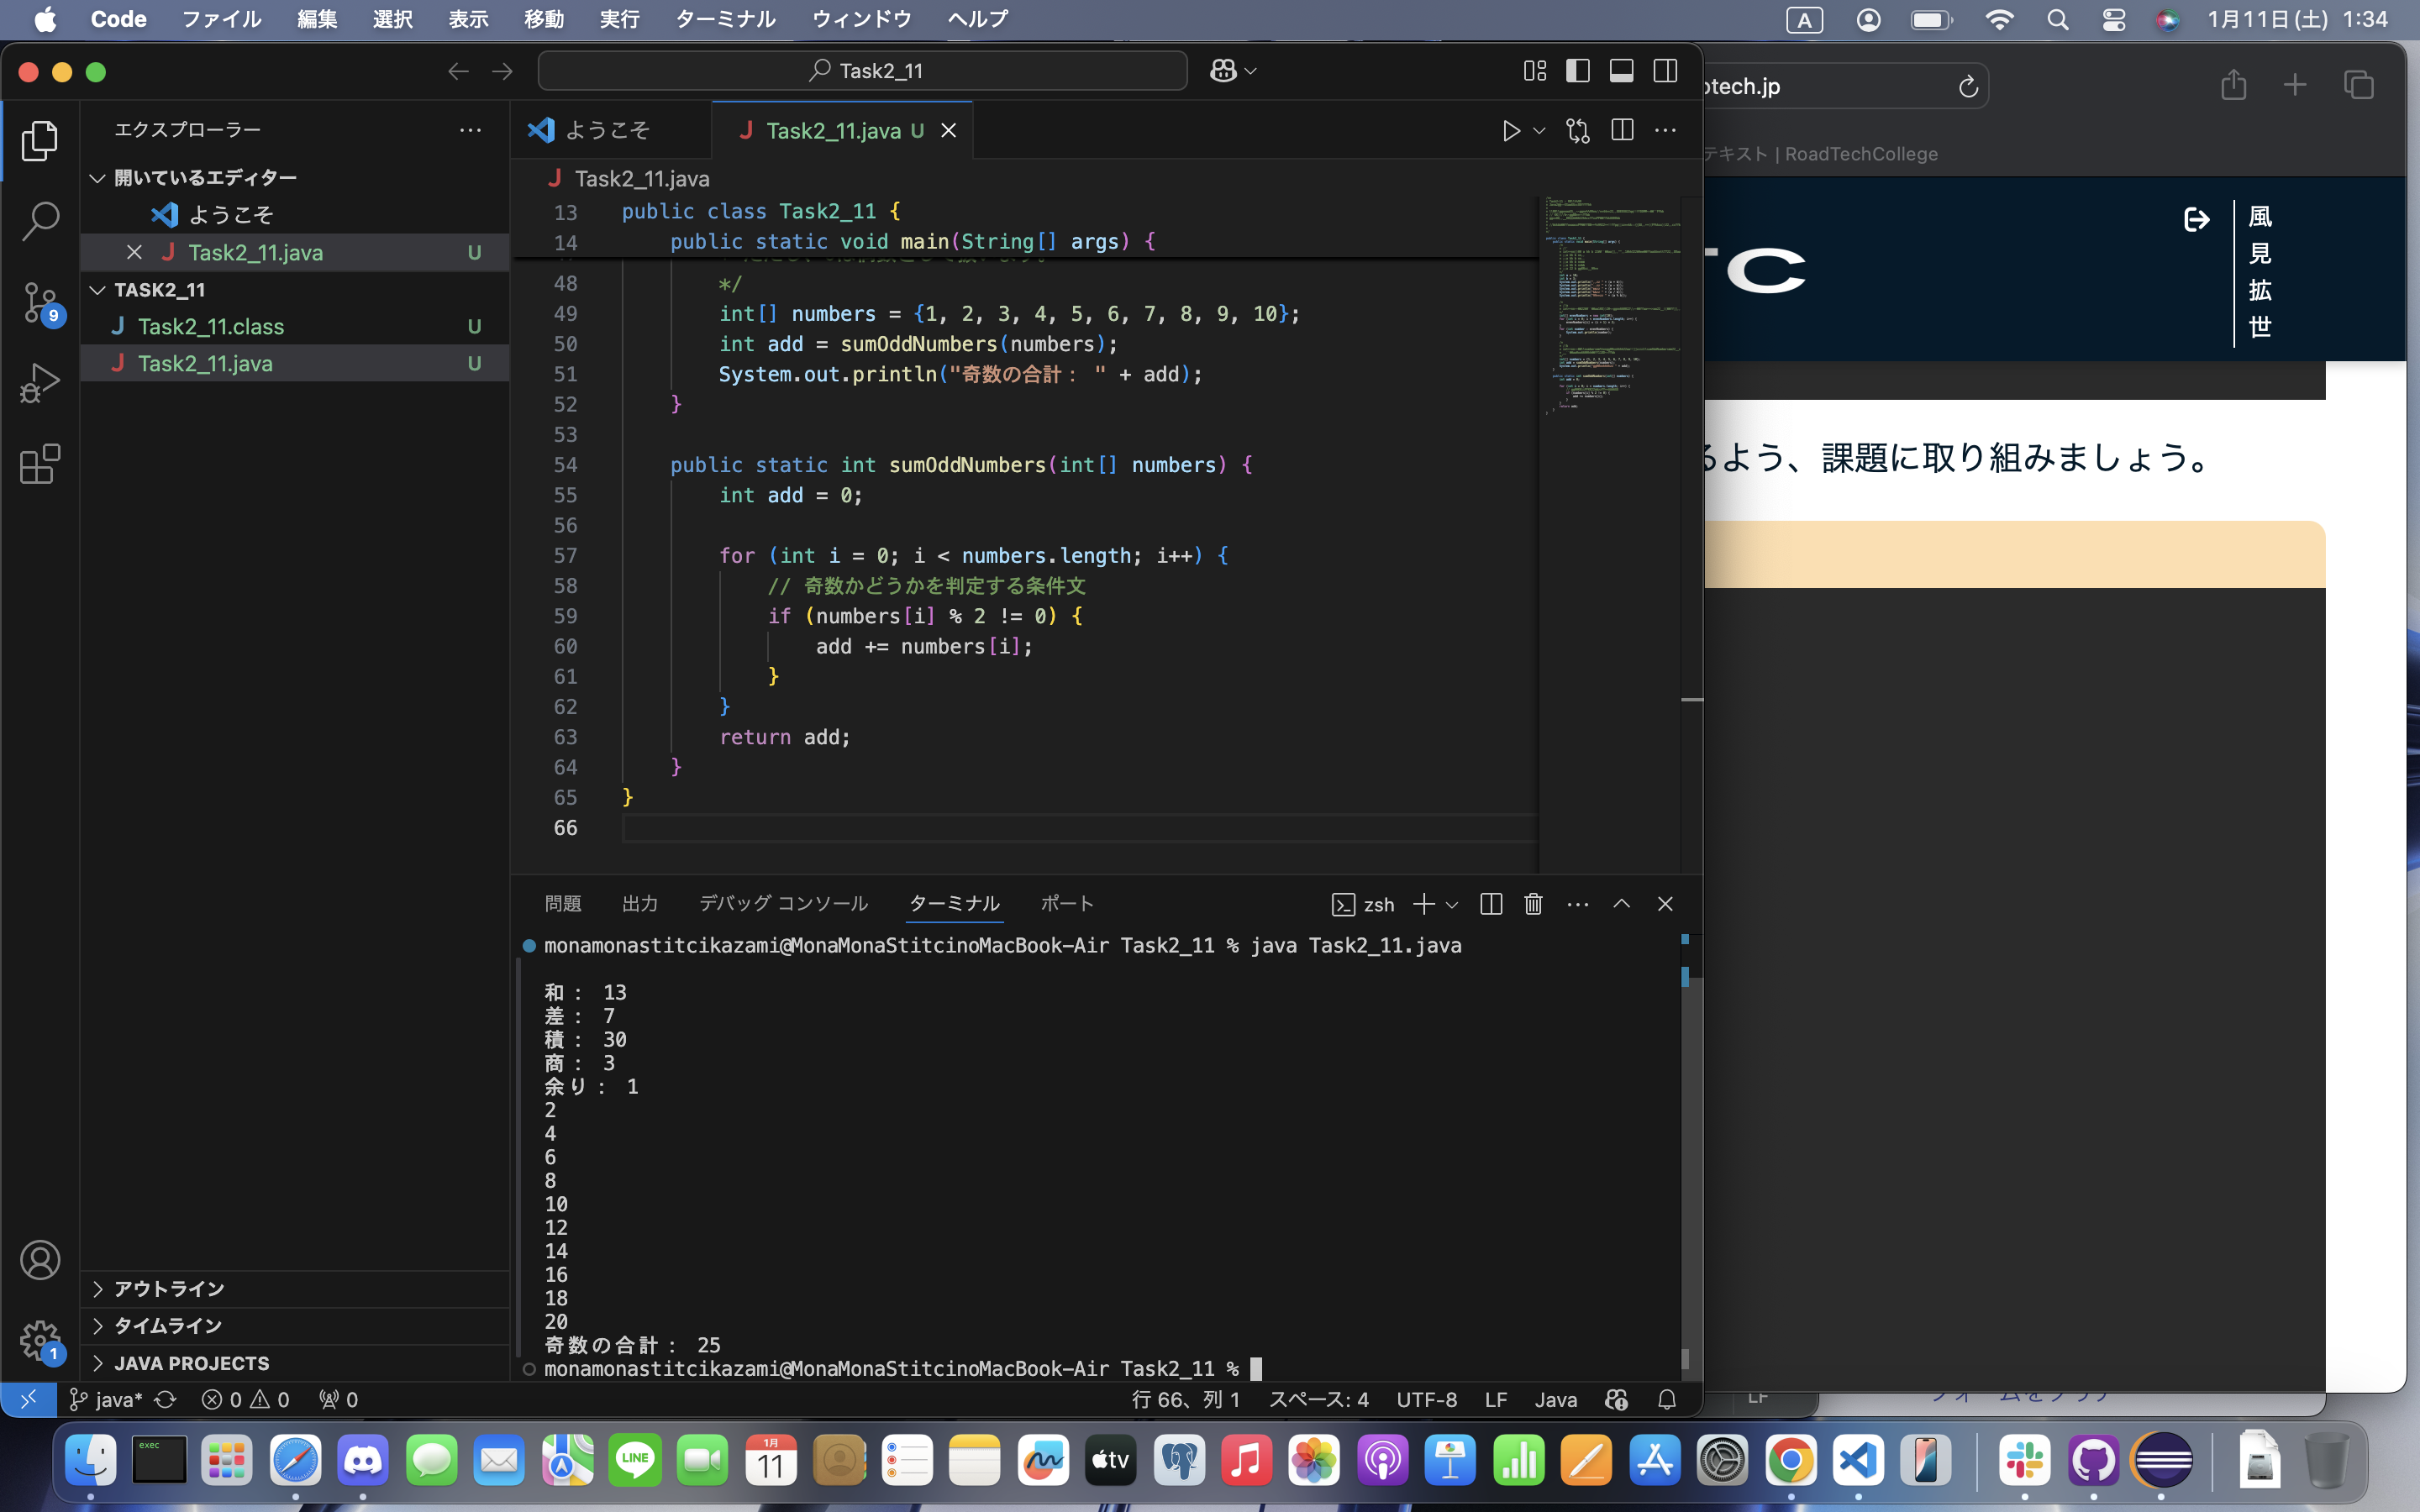 Code ファイル 編集 選択 表示 移動 実行 ターミナル ウィンドウ ヘルプ
A 1月11日(土) 1:34
Task2_11
エクスプローラー
開いているエディター
ようこそ
Task2_11.java U
TASK2_11
Task2_11.class U
Task2_11.java U
9
アウトライン
タイムライン
JAVA PROJECTS
1
ようこそ
Task2_11.java U
Task2_11.java
13 public class Task2_11 {
14 public static void main(String[] args) {
48 */
49 int[] numbers = {1, 2, 3, 4, 5, 6, 7, 8, 9, 10};
50 int add = sumOddNumbers(numbers);
51 System.out.println("奇数の合計： " + add);
52 }
53
54 public static int sumOddNumbers(int[] numbers) {
55 int add = 0;
56
57 for (int i = 0; i < numbers.length; i++) {
58 // 奇数かどうかを判定する条件文
59 if (numbers[i] % 2 != 0) {
60 add += numbers[i];
61 }
62 }
63 return add;
64 }
65 }
66
問題 出力 デバッグ コンソール ターミナル ポート
zsh
monamonastitcikazami@MonaMonaStitcinoMacBook-Air Task2_11 % java Task2_11.java
和： 13
差： 7
積： 30
商： 3
余り： 1
2
4
6
8
10
12
14
16
18
20
奇数の合計： 25
monamonastitcikazami@MonaMonaStitcinoMacBook-Air Task2_11 %
java* 0 0 0
行 66、列 1 スペース: 4 UTF-8 LF Java
otech.jp
テキスト | RoadTechCollege
C
風見拡世
るよう、課題に取り組みましょう。
LF
exec
LINE
1月
11
tv